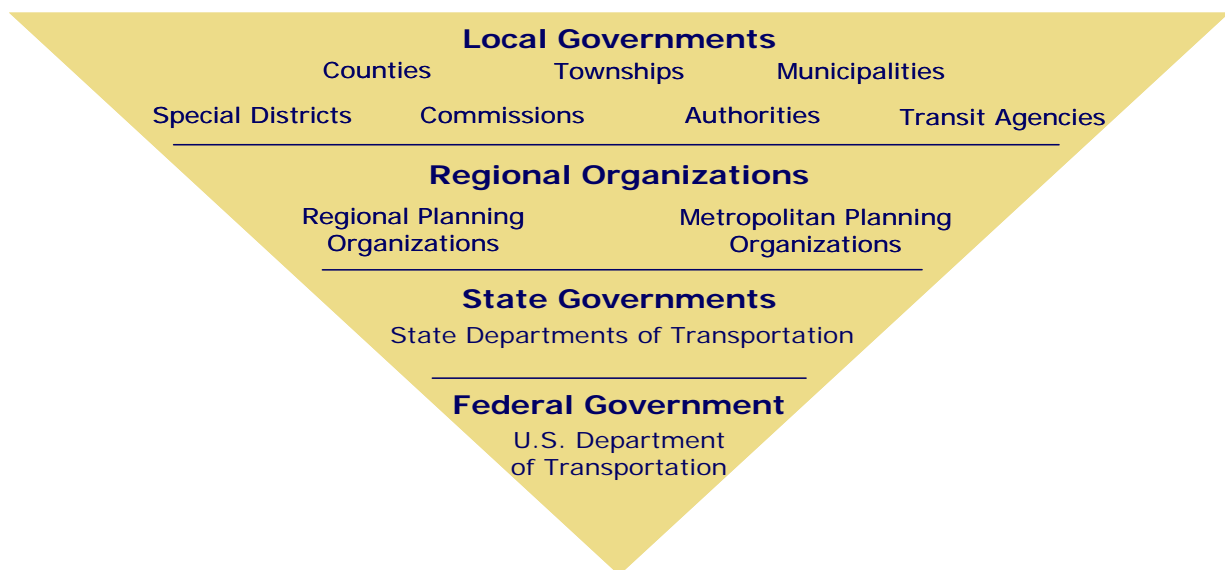 Local Governments
Counties Townships Municipalities
Special Districts Commissions Authorities Transit Agencies
Regional Organizations
Regional Planning
Organizations
Metropolitan Planning
Organizations
State Governments
State Departments of Transportation
Federal Government
U.S. Department
of Transportation